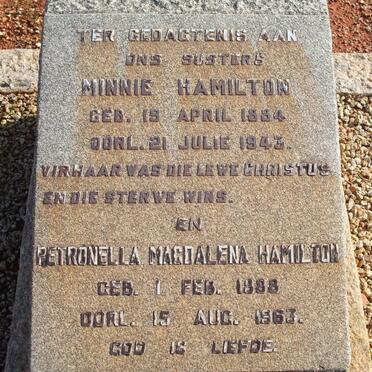 TER GEDACTENIS AAN
ONS SUSTERS
MINNIE HAMILTON
GEB. 19 APRIL 1884
OORL. 21 JULIE 1943.
VIR HAAR WAS DIE LEWE CHRISTUS
EN DIE STERWE WINS.
EN
PETRONELLA MAGDALENA HAMILTON
GEB. 1 FEB. 1888
OORL. 15 AUG. 1963.
GOD IS LIEFDE.